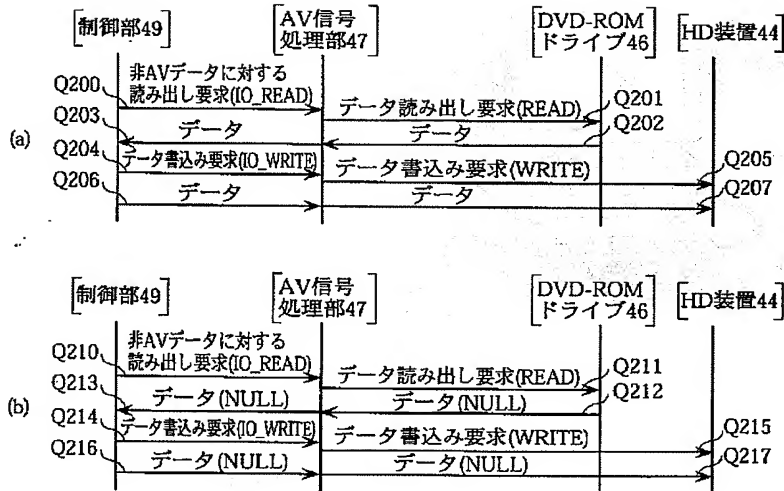 [制御部49]
[AV信号
処理部47]
[DVD-ROM
ドライブ46]
[HD装置44]
(a)
非AVデータに対する
Q200
読み出し要求(IO_READ)
データ読み出し要求(READ)
Q201
Q203
データ
データ
Q202
Q204
データ書込み要求(IO_WRITE)
データ書込み要求(WRITE)
Q205
Q206
データ
データ
Q207
[制御部49]
[AV信号
処理部47]
[DVD-ROM
ドライブ46]
[HD装置44]
(b)
非AVデータに対する
Q210
読み出し要求(IO_READ)
データ読み出し要求(READ)
Q211
Q213
データ(NULL)
データ(NULL)
Q212
Q214
データ書込み要求(IO_WRITE)
データ書込み要求(WRITE)
Q215
Q216
データ(NULL)
データ(NULL)
Q217